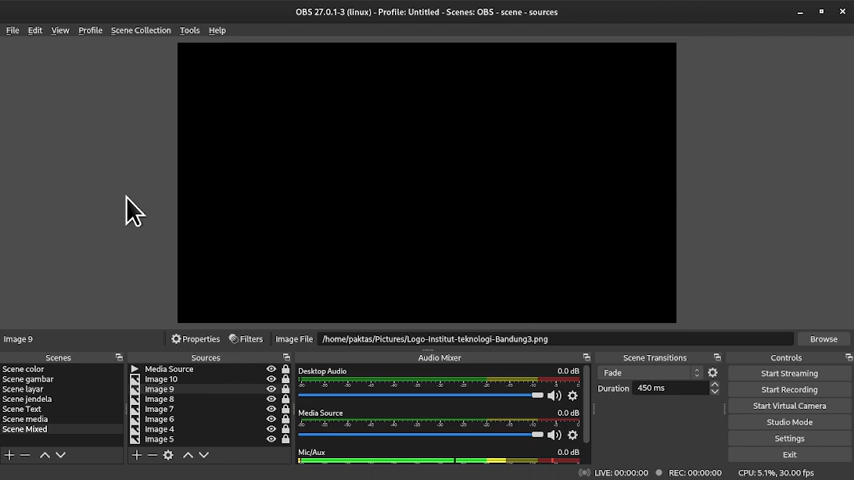 OBS 27.0.1-3 (linux) - Profile: Untitled - Scenes: OBS - scene - sources
File Edit View Profile Scene Collection Tools Help
Image 9 Properties Filters Image File /home/paktas/Pictures/Logo-Institut-teknologi-Bandung3.png Browse
Scenes
Scene color
Scene gambar
Scene layar
Scene jendela
Scene Text
Scene media
Scene Mixed
Sources
Media Source
Image 10
Image 9
Image 8
Image 7
Image 6
Image 4
Image 5
Audio Mixer
Desktop Audio 0.0 dB
Media Source 0.0 dB
Mic/Aux 0.0 dB
Scene Transitions
Fade
Duration 450 ms
Controls
Start Streaming
Start Recording
Start Virtual Camera
Studio Mode
Settings
Exit
LIVE: 00:00:00 REC: 00:00:00 CPU: 5.1%, 30.00 fps